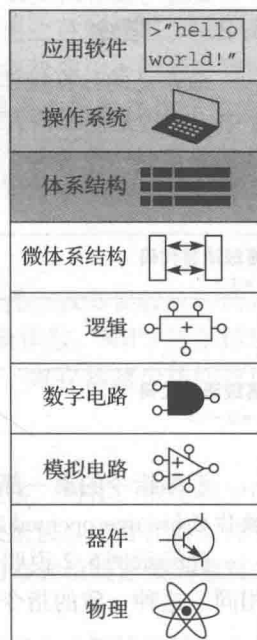 应用软件
>"hello
world!"
操作系统
体系结构
微体系结构
逻辑
+
数字电路
模拟电路
+
器件
物理